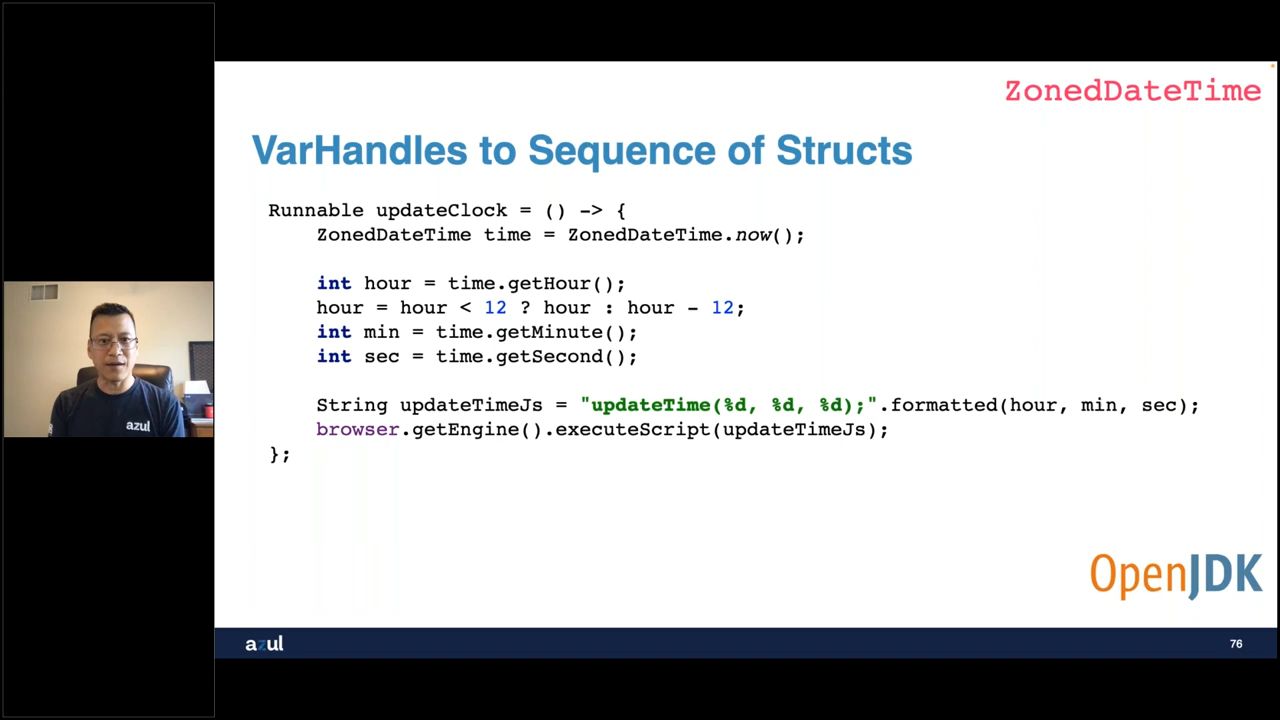 ZonedDateTime
VarHandles to Sequence of Structs
Runnable updateClock = () -> {
    ZonedDateTime time = ZonedDateTime.now();
    int hour = time.getHour();
    hour = hour < 12 ? hour : hour - 12;
    int min = time.getMinute();
    int sec = time.getSecond();
    String updateTimeJs = "updateTime(%d, %d, %d);".formatted(hour, min, sec);
    browser.getEngine().executeScript(updateTimeJs);
};
azul
OpenJDK
azul
76